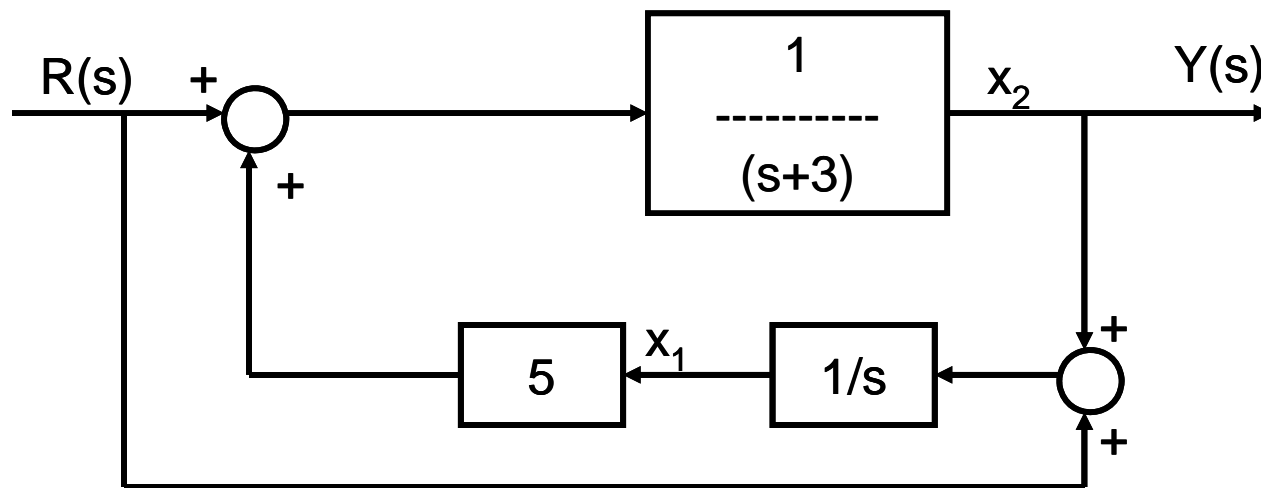 R(s)
+
+
1
----------
(s+3)
x2
Y(s)
5
x1
1/s
+
+